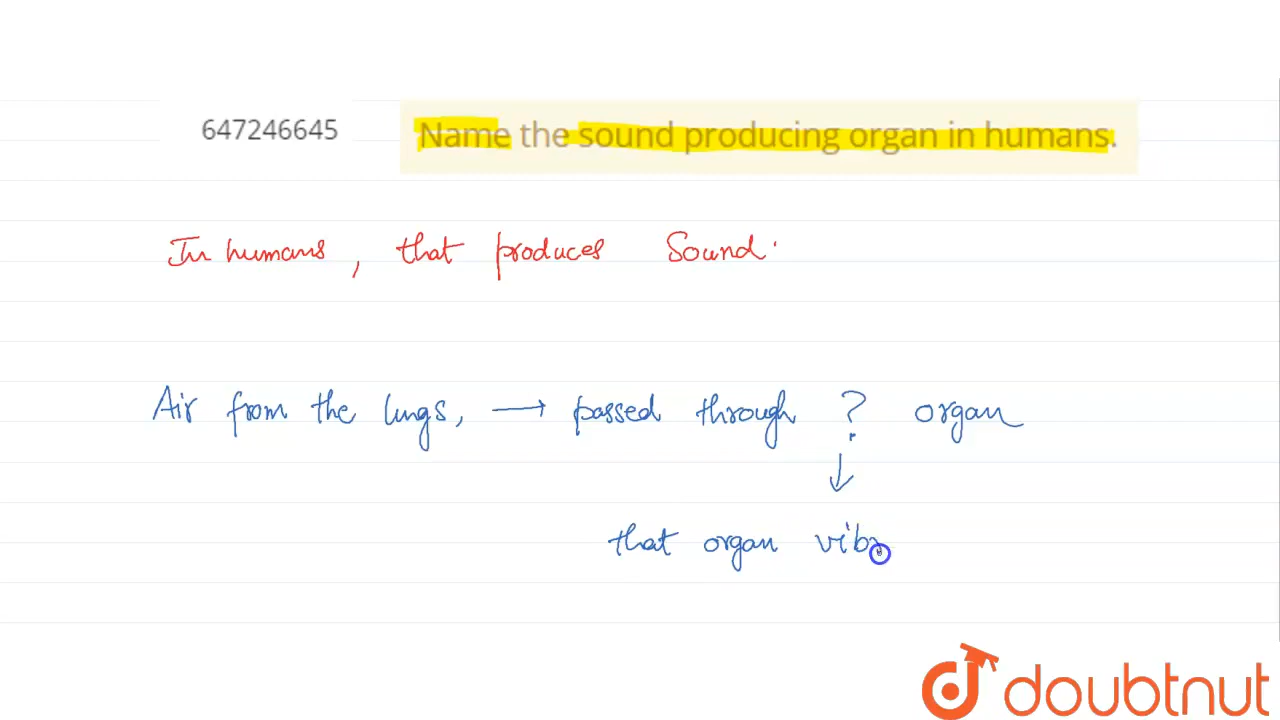 647246645 Name the sound producing organ in humans.
In humans, that produces Sound.
Air from the lungs, → passed through ? organ
↓
that organ vibr
doubtnut